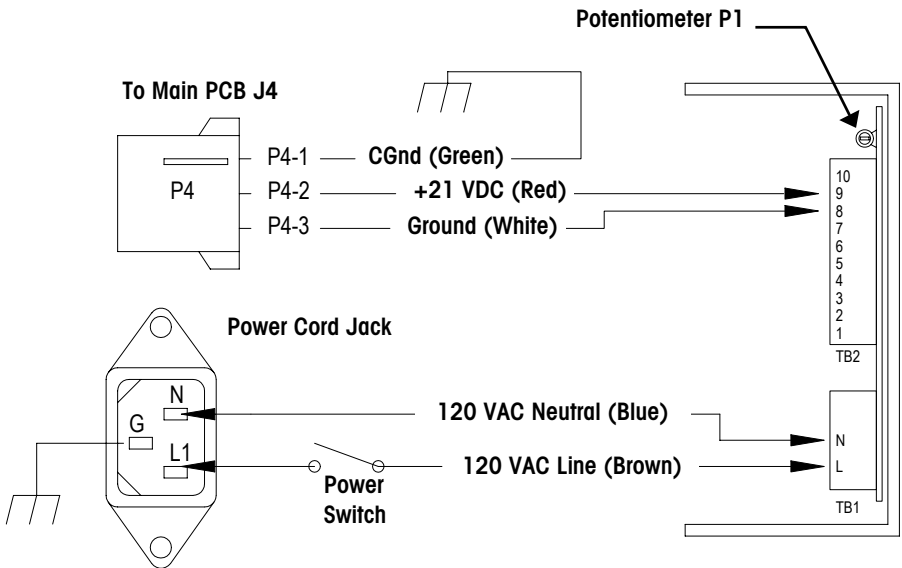 Potentiometer P1
To Main PCB J4
P4-1 CGnd (Green)
P4 P4-2 +21 VDC (Red)
P4-3 Ground (White)
10
9
8
7
6
5
4
3
2
1
TB2
Power Cord Jack
N 120 VAC Neutral (Blue) N
G
L1 120 VAC Line (Brown) L
Power
Switch
TB1